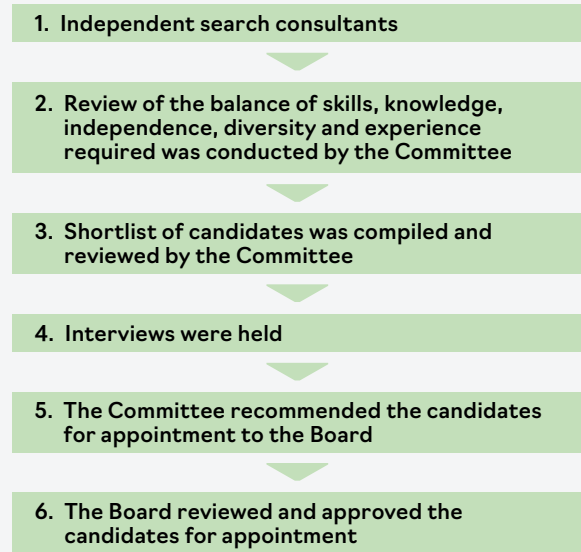 1. Independent search consultants
2. Review of the balance of skills, knowledge,
independence, diversity and experience
required was conducted by the Committee
3. Shortlist of candidates was compiled and
reviewed by the Committee
4. Interviews were held
5. The Committee recommended the candidates
for appointment to the Board
6. The Board reviewed and approved the
candidates for appointment